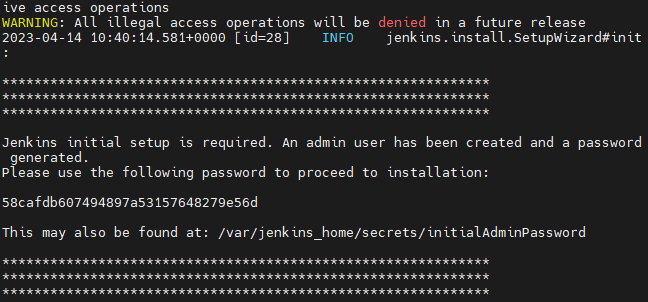 ive access operations
WARNING: All illegal access operations will be denied in a future release
2023-04-14 10:40:14.581+0000 [id=28]    INFO    jenkins.install.SetupWizard#init
:
*************************************************************
*************************************************************
*************************************************************
Jenkins initial setup is required. An admin user has been created and a password
 generated.
Please use the following password to proceed to installation:
58cafdb607494897a53157648279e56d
This may also be found at: /var/jenkins_home/secrets/initialAdminPassword
*************************************************************
*************************************************************
*************************************************************